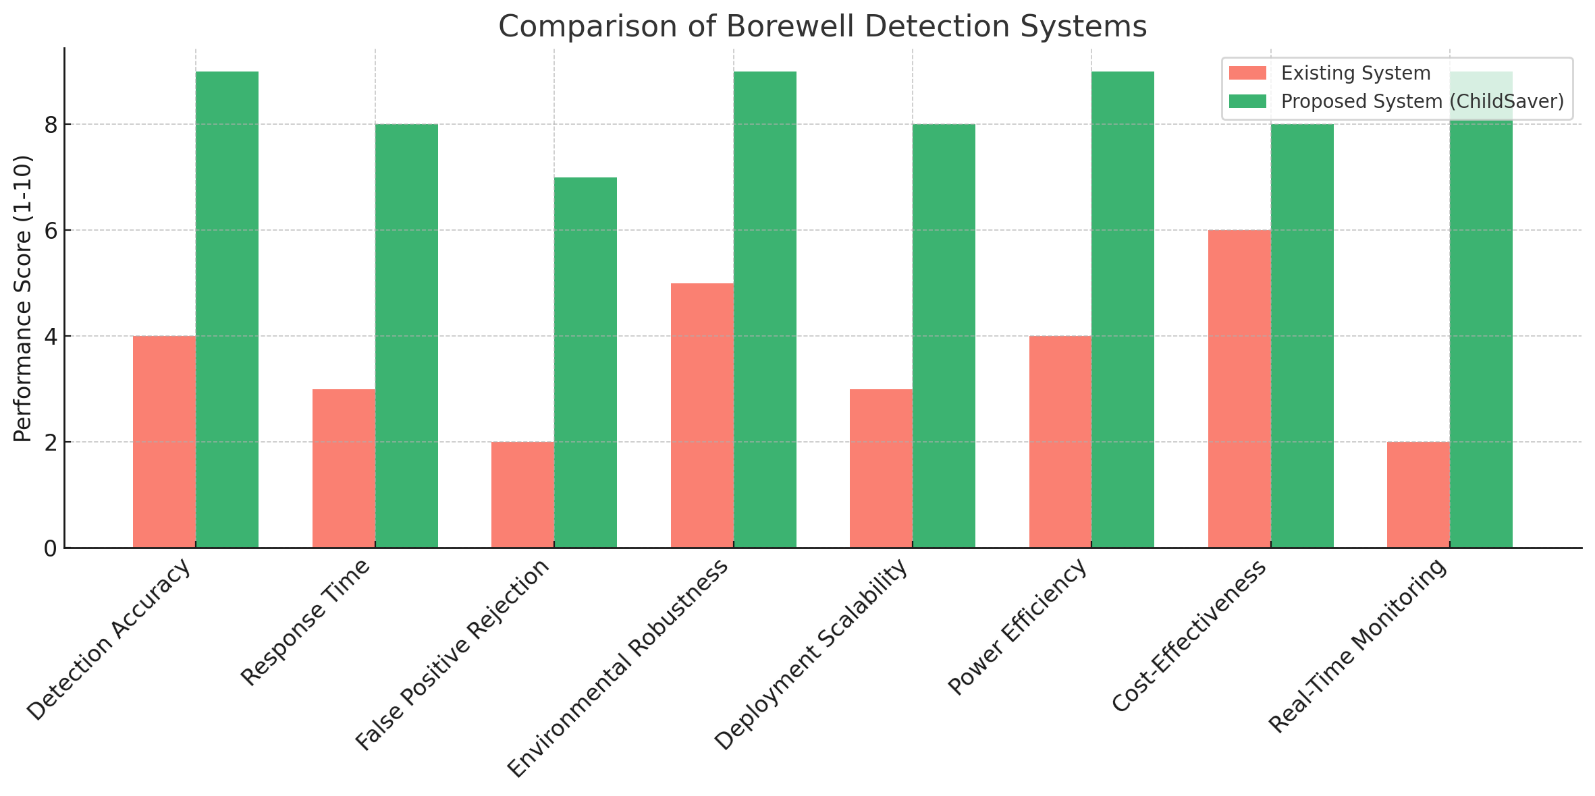 Comparison of Borewell Detection Systems
Existing System
Proposed System (ChildSaver)
Performance Score (1-10)
8
6
4
2
0
Detection Accuracy
Response Time
False Positive Rejection
Environmental Robustness
Deployment Scalability
Power Efficiency
Cost-Effectiveness
Real-Time Monitoring